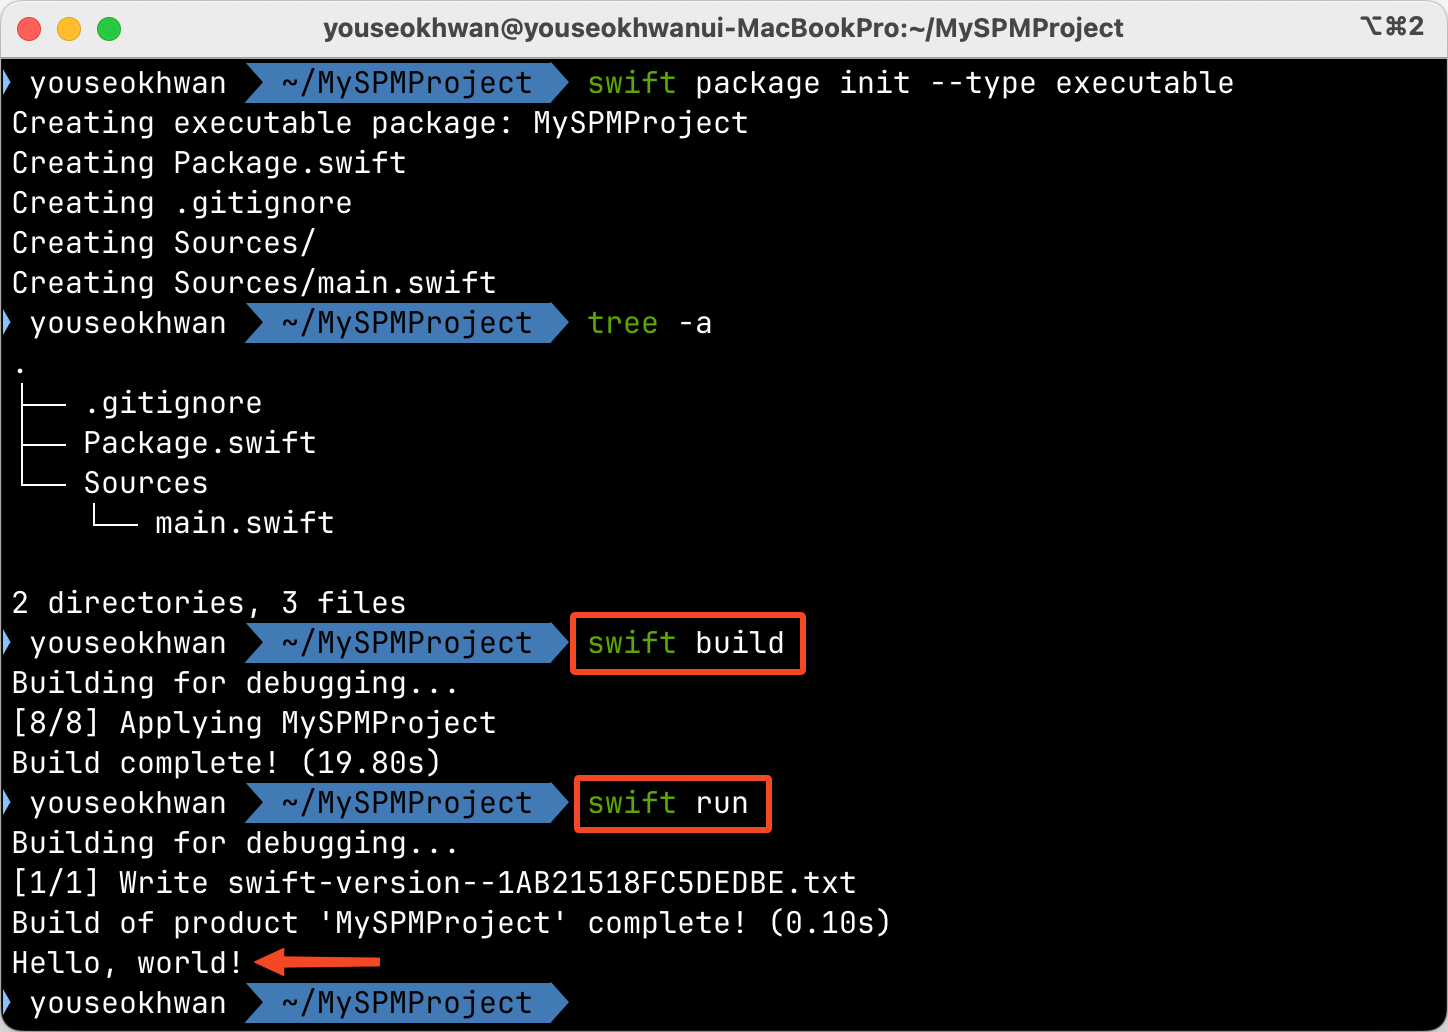 youseokhwan@youseokhwanui-MacBookPro:~/MySPMProject ⌥⌘2
youseokhwan ~/MySPMProject swift package init --type executable
Creating executable package: MySPMProject
Creating Package.swift
Creating .gitignore
Creating Sources/
Creating Sources/main.swift
youseokhwan ~/MySPMProject tree -a
.
├── .gitignore
├── Package.swift
└── Sources
    └── main.swift
2 directories, 3 files
youseokhwan ~/MySPMProject swift build
Building for debugging...
[8/8] Applying MySPMProject
Build complete! (19.80s)
youseokhwan ~/MySPMProject swift run
Building for debugging...
[1/1] Write swift-version--1AB21518FC5DEDBE.txt
Build of product 'MySPMProject' complete! (0.10s)
Hello, world!
youseokhwan ~/MySPMProject